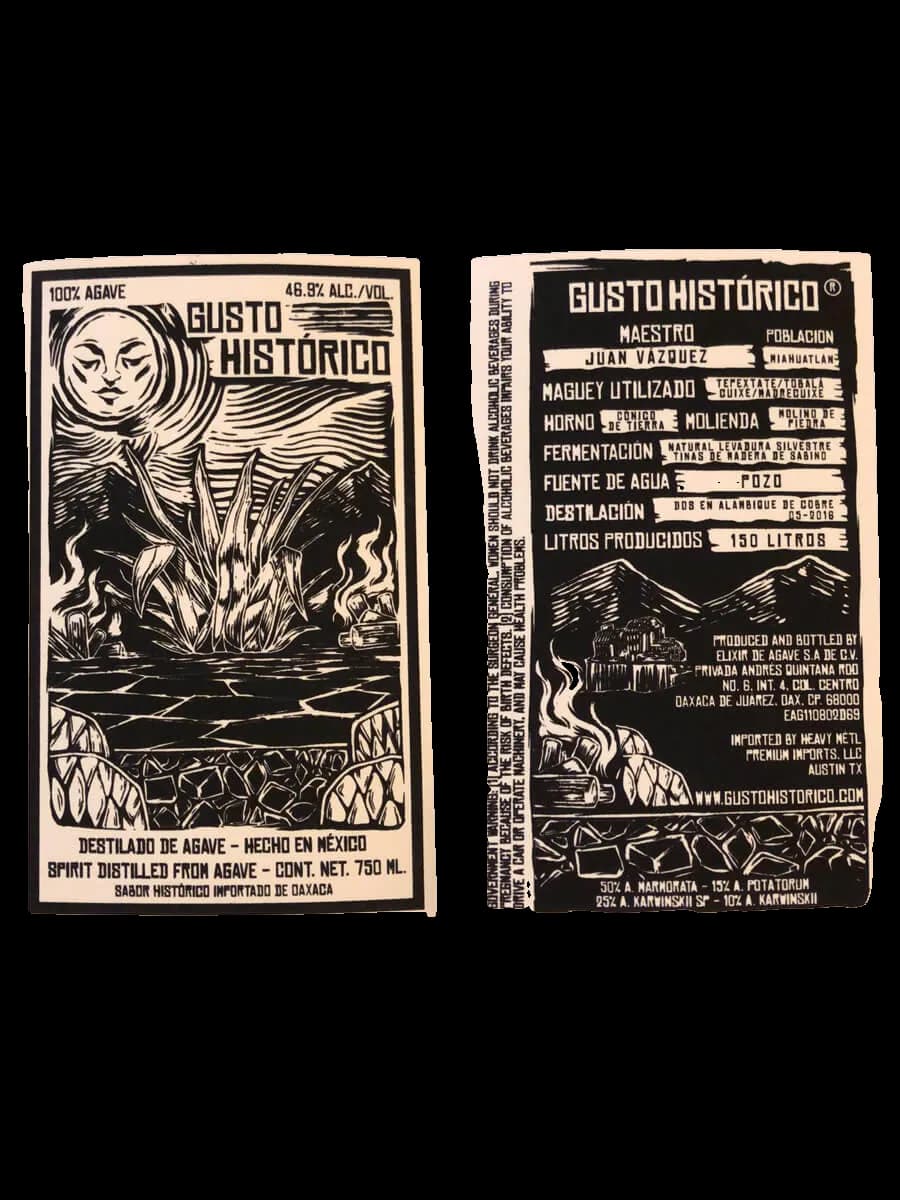 100% AGAVE
46.9% ALC./VOL.
GUSTO
HISTÓRICO
DESTILADO DE AGAVE - HECHO EN MÉXICO
SPIRIT DISTILLED FROM AGAVE - CONT. NET. 750 ML.
SABOR HISTÓRICO IMPORTADO DE OAXACA
GOVERNMENT WARNING: 1) ACCORDING TO THE SURGEON GENERAL, WOMEN SHOULD NOT DRINK ALCOHOLIC BEVERAGES DURING
PREGNANCY BECAUSE OF THE RISK OF BIRTH DEFECTS. 2) CONSUMPTION OF ALCOHOLIC BEVERAGES IMPAIRS YOUR ABILITY TO
DRIVE A CAR OR OPERATE MACHINERY, AND MAY CAUSE HEALTH PROBLEMS.
GUSTO HISTÓRICO ®
MAESTRO POBLACION
JUAN VÁZQUEZ MIAHUATLÁN
MAGUEY UTILIZADO TEPEXTATE/TOBALÁ
CUIXE/MADRECUIXE
HORNO CÓNICO DE TIERRA MOLIENDA MOLINO DE PIEDRA
FERMENTACIÓN NATURAL LEVADURA SILVESTRE
TINAS DE MADERA DE SABINO
FUENTE DE AGUA POZO
DESTILACIÓN DOS EN ALAMBIQUE DE COBRE
05-2016
LITROS PRODUCIDOS 150 LITROS
PRODUCED AND BOTTLED BY
ELIXIR DE AGAVE S.A DE C.V.
PRIVADA ANDRES QUINTANA ROO
NO. 6. INT. 4. COL. CENTRO
OAXACA DE JUAREZ. OAX. CP. 68000
EAG110802D69
IMPORTED BY HEAVY METL
PREMIUM IMPORTS, LLC
AUSTIN TX
WWW.GUSTOHISTORICO.COM
50% A. MARMORATA - 15% A. POTATORUM
25% A. KARWINSKII SP - 10% A. KARWINSKII